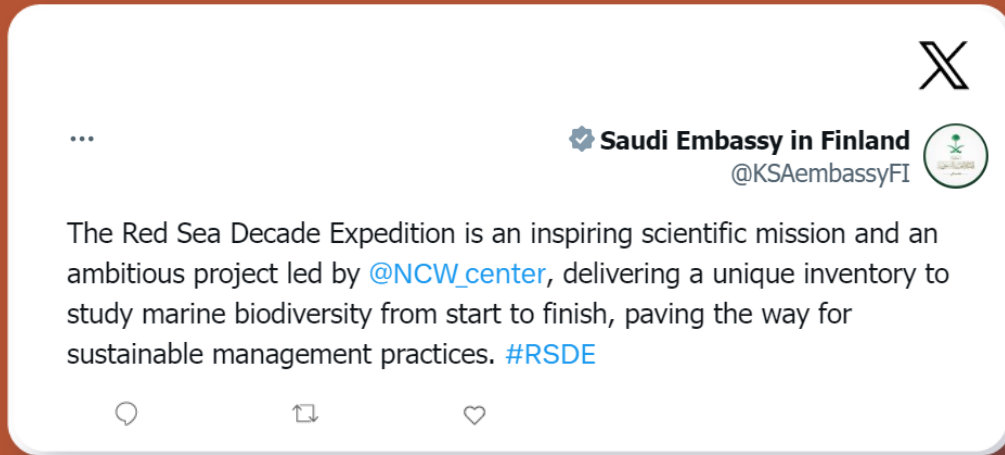 Saudi Embassy in Finland
@KSAembassyFI
The Red Sea Decade Expedition is an inspiring scientific mission and an
ambitious project led by @NCW_center, delivering a unique inventory to
study marine biodiversity from start to finish, paving the way for
sustainable management practices. #RSDE